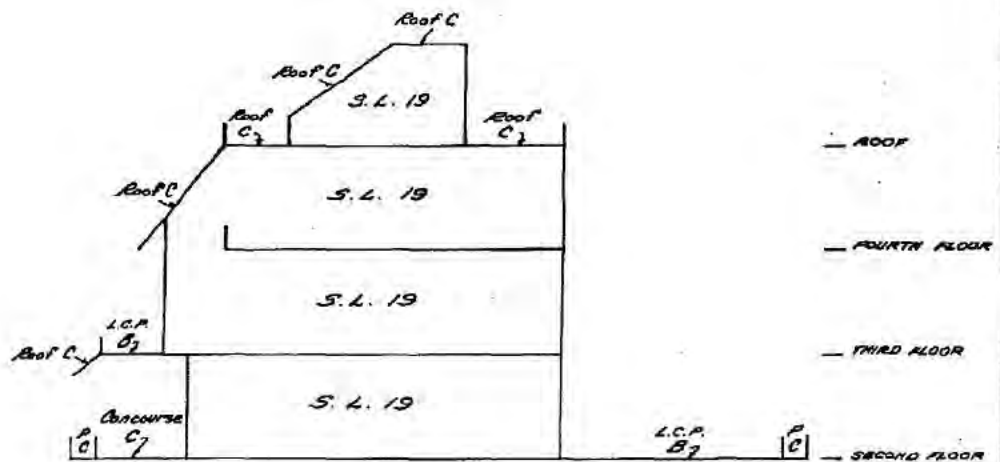 Roof C
Roof C
S.L. 19
Roof
C
Roof
C
ROOF
Roof C
S.L. 19
FOURTH FLOOR
S.L. 19
L.C.P.
B
Roof C
THIRD FLOOR
S.L. 19
P
C
Concourse
C
L.C.P.
B
P
C
SECOND FLOOR